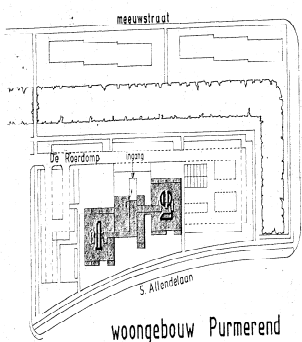 meeuwstraat
De Roerdomp
ingang
S. Allendelaan
woongebouw Purmerend